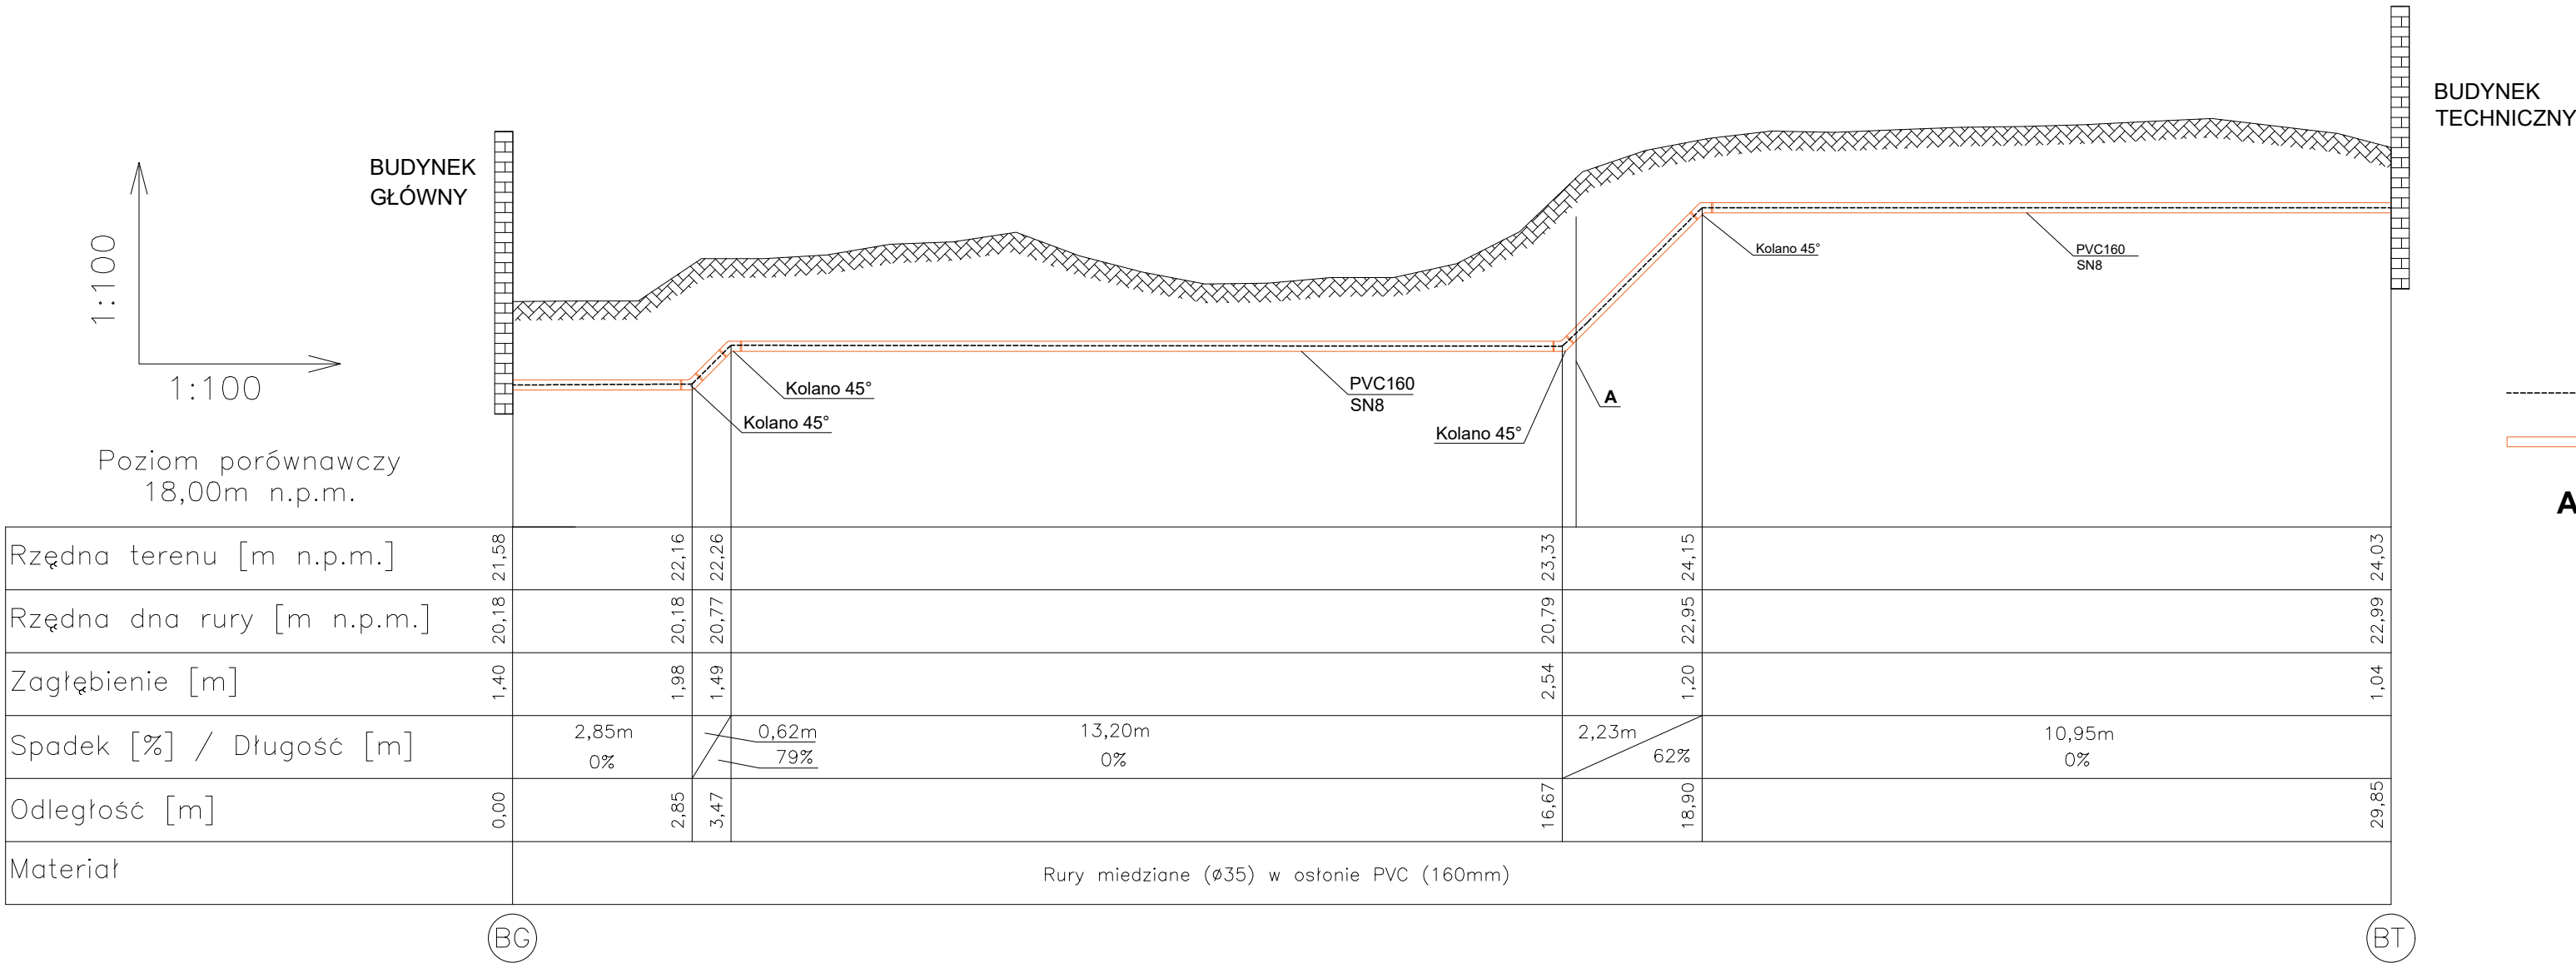 BUDYNEK
TECHNICZNY
BUDYNEK
GŁÓWNY
1:100
1:100
Kolano 45°
Kolano 45°
PVC160
SN8
Kolano 45°
A
Kolano 45°
PVC160
SN8
A
Poziom porównawczy
18,00m n.p.m.
Rzędna terenu [m n.p.m.] 21,58 22,16 22,26 23,33 24,15 24,03
Rzędna dna rury [m n.p.m.] 20,18 20,18 20,77 20,79 22,95 22,99
Zagłębienie [m] 1,40 1,98 1,49 2,54 1,20 1,04
Spadek [%] / Długość [m]
2,85m 0,62m 13,20m 2,23m 10,95m
0% 79% 0% 62% 0%
Odległość [m] 0,00 2,85 3,47 16,67 18,90 29,85
Materiał
Rury miedziane (ø35) w osłonie PVC (160mm)
BG BT